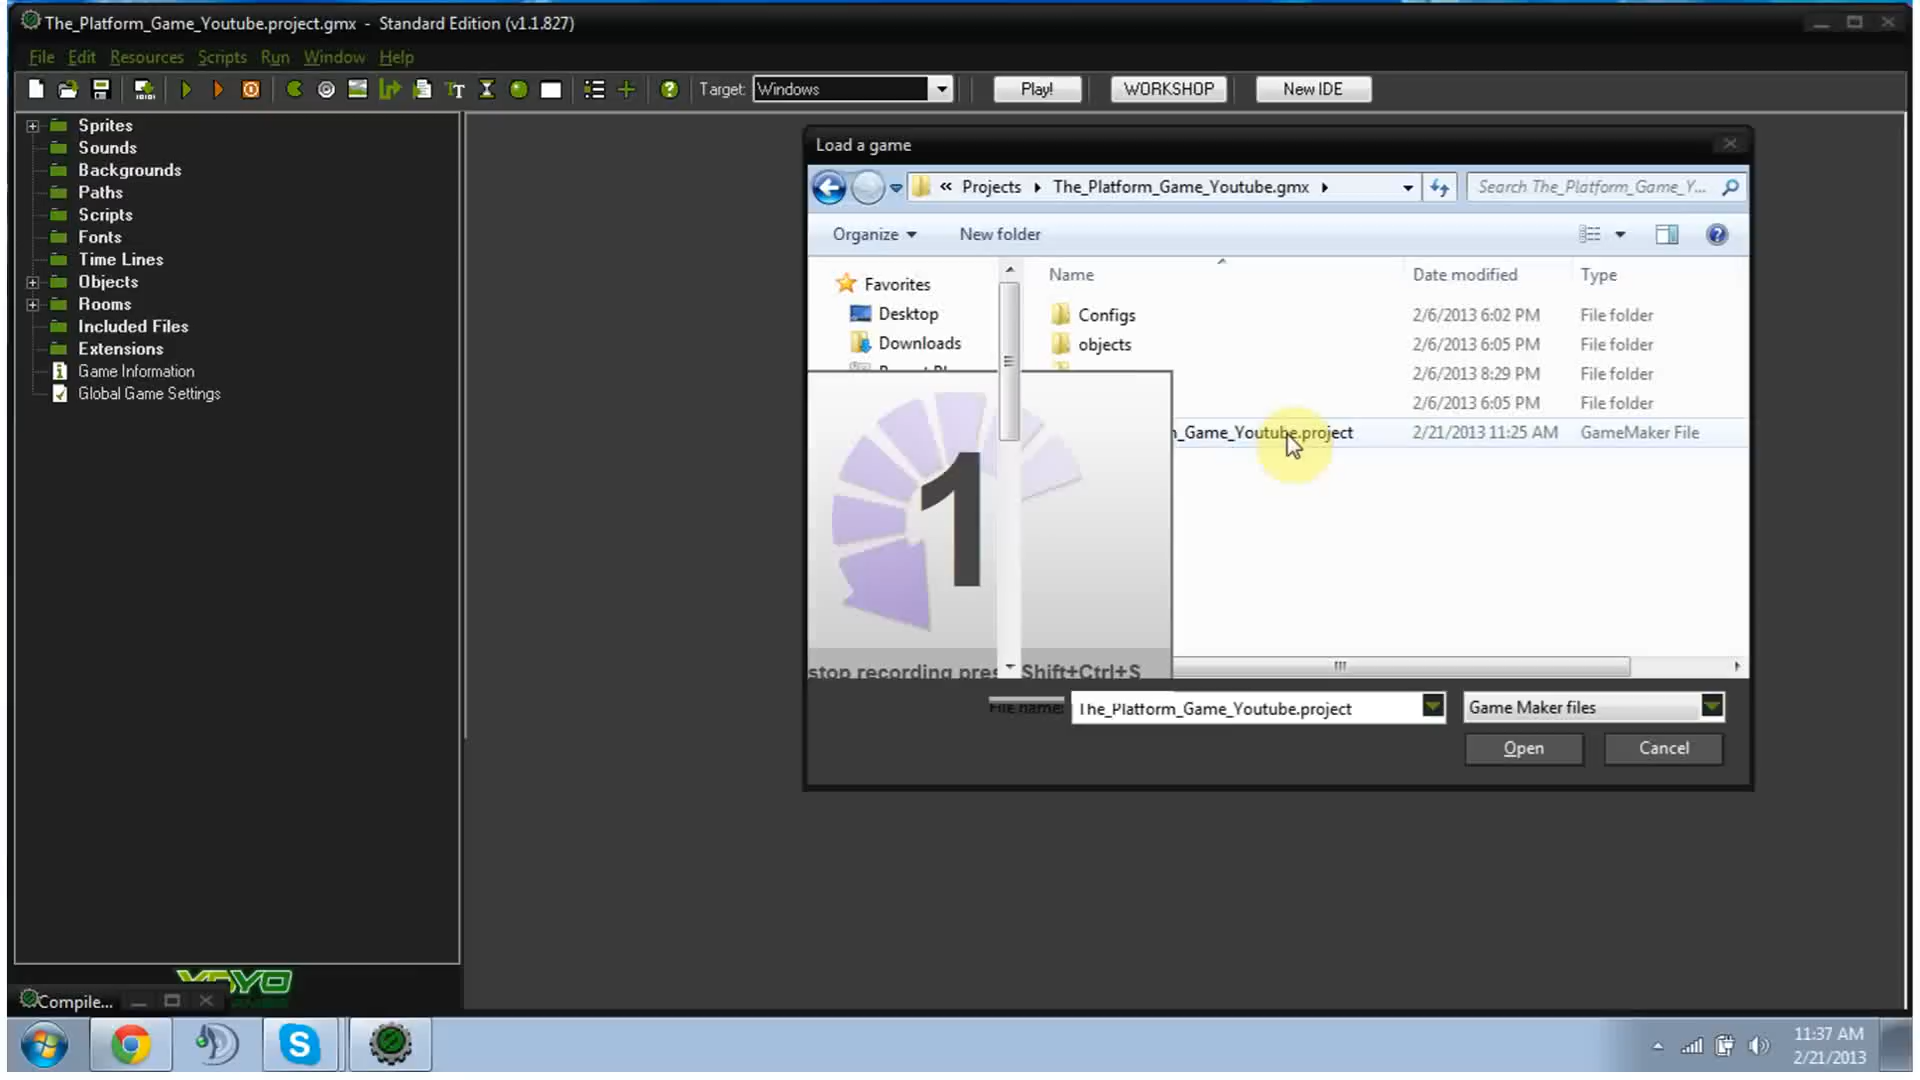 The_Platform_Game_Youtube.project.gmx - Standard Edition (v1.1.827)
File Edit Resources Scripts Run Window Help
Target: Windows Play! WORKSHOP New IDE
Sprites
Sounds
Backgrounds
Paths
Scripts
Fonts
Time Lines
Objects
Rooms
Included Files
Extensions
Game Information
Global Game Settings
Load a game
« Projects The_Platform_Game_Youtube.gmx Search The_Platform_Game_Y...
Organize New folder
Name Date modified Type
Favorites
Desktop
Downloads
Configs 2/6/2013 6:02 PM File folder
objects 2/6/2013 6:05 PM File folder
2/6/2013 8:29 PM File folder
2/6/2013 6:05 PM File folder
_Game_Youtube.project 2/21/2013 11:25 AM GameMaker File
1
stop recording pres Shift+Ctrl+S
File name: The_Platform_Game_Youtube.project Game Maker files
Open Cancel
YOYO
Compile...
11:37 AM
2/21/2013